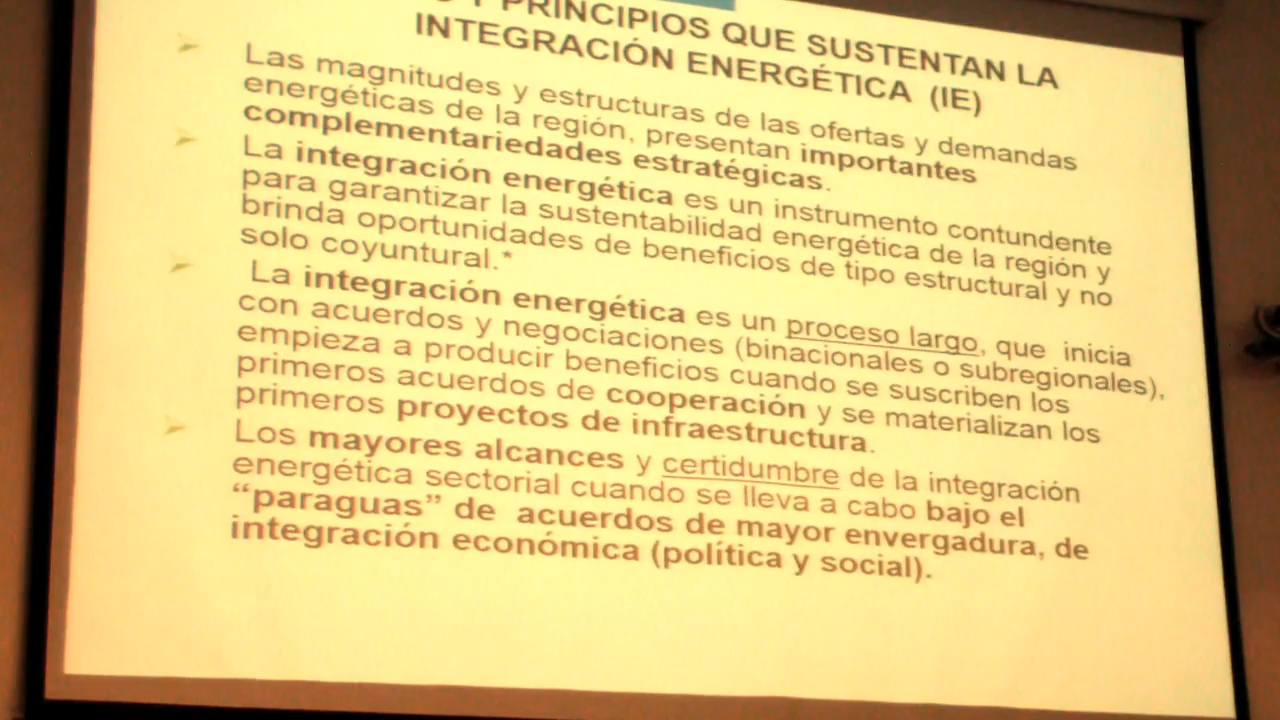 Y PRINCIPIOS QUE SUSTENTAN LA
INTEGRACIÓN ENERGÉTICA (IE)
Las magnitudes y estructuras de las ofertas y demandas
energéticas de la región, presentan importantes
complementariedades estratégicas.
La integración energética es un instrumento contundente
para garantizar la sustentabilidad energética de la región y
brinda oportunidades de beneficios de tipo estructural y no
solo coyuntural.*
La integración energética es un proceso largo, que inicia
con acuerdos y negociaciones (binacionales o subregionales),
empieza a producir beneficios cuando se suscriben los
primeros acuerdos de cooperación y se materializan los
primeros proyectos de infraestructura.
Los mayores alcances y certidumbre de la integración
energética sectorial cuando se lleva a cabo bajo el
“paraguas” de acuerdos de mayor envergadura, de
integración económica (política y social).